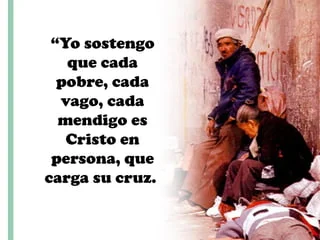 “Yo sostengo
que cada
pobre, cada
vago, cada
mendigo es
Cristo en
persona, que
carga su cruz.